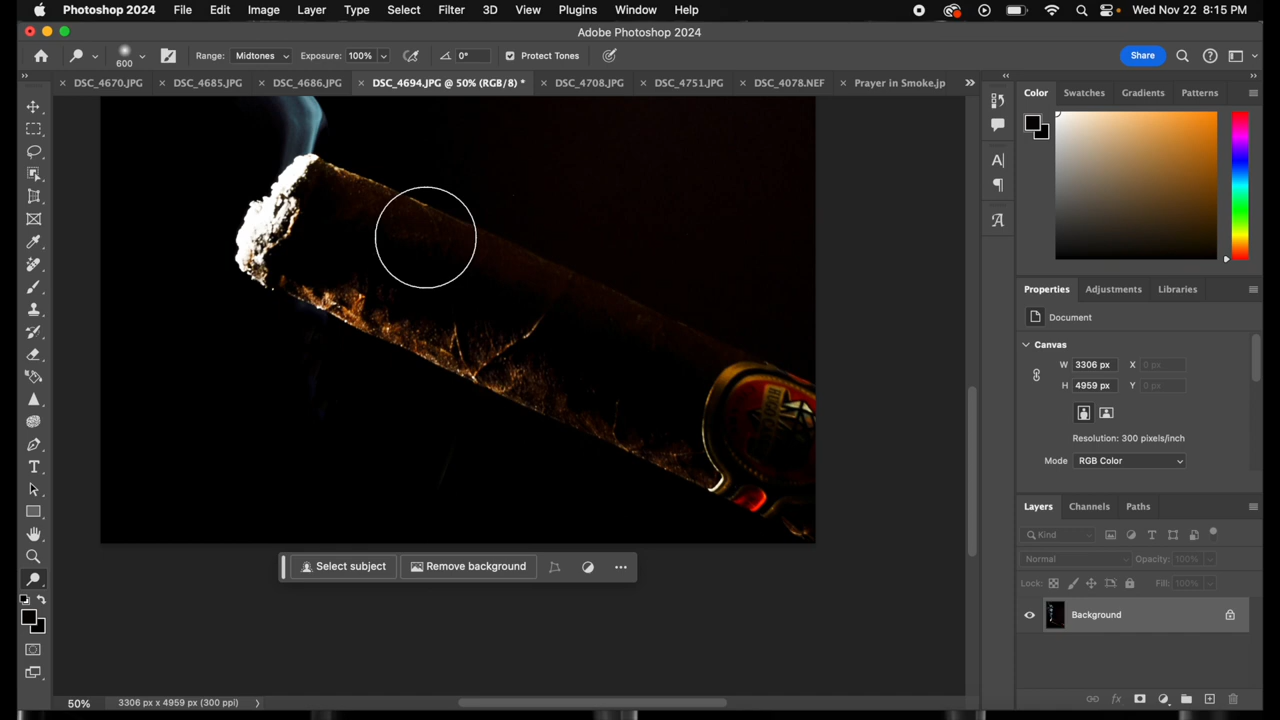 Photoshop 2024 File Edit Image Layer Type Select Filter 3D View Plugins Window Help Wed Nov 22 8:15 PM
Adobe Photoshop 2024
600 Range: Midtones Exposure: 100% 0° Protect Tones Share
DSC_4670.JPG DSC_4685.JPG DSC_4686.JPG DSC_4694.JPG @ 50% (RGB/8) * DSC_4708.JPG DSC_4751.JPG DSC_4078.NEF Prayer in Smoke.jp
Color Swatches Gradients Patterns
Properties Adjustments Libraries
Document
Canvas
W 3306 px X 0 px
H 4959 px Y 0 px
Resolution: 300 pixels/inch
Mode RGB Color
Layers Channels Paths
Kind
Normal Opacity: 100%
Lock: Fill: 100%
Background
Select subject Remove background
50% 3306 px x 4959 px (300 ppi)